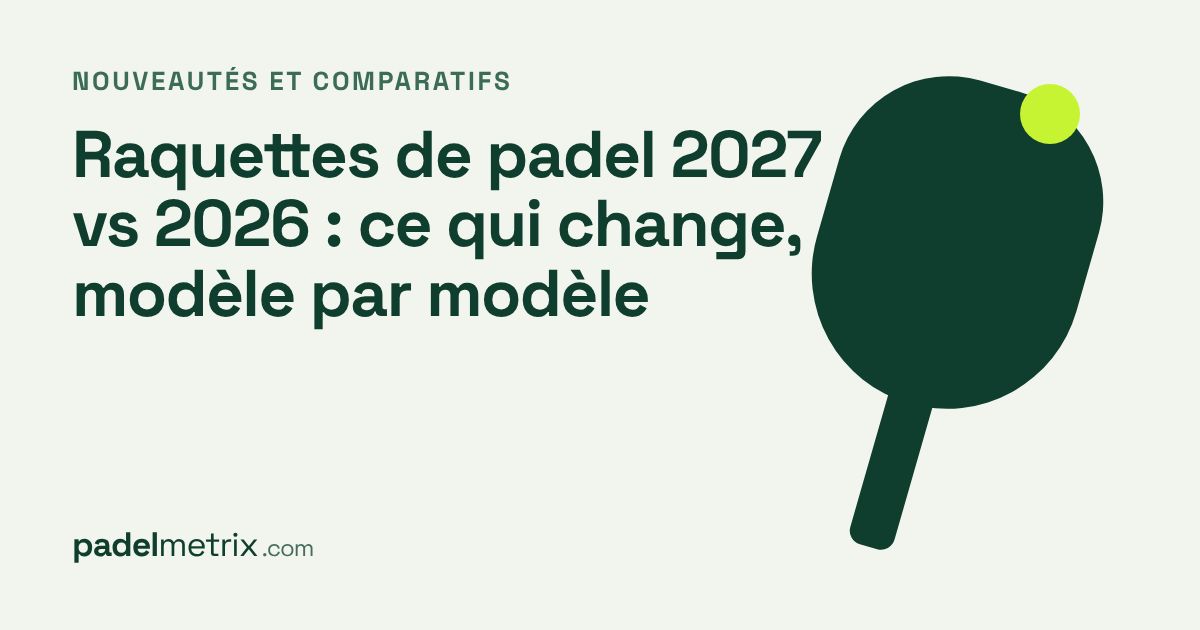 NOUVEAUTÉS ET COMPARATIFS
Raquettes de padel 2027
vs 2026 : ce qui change,
modèle par modèle
padelmetrix.com